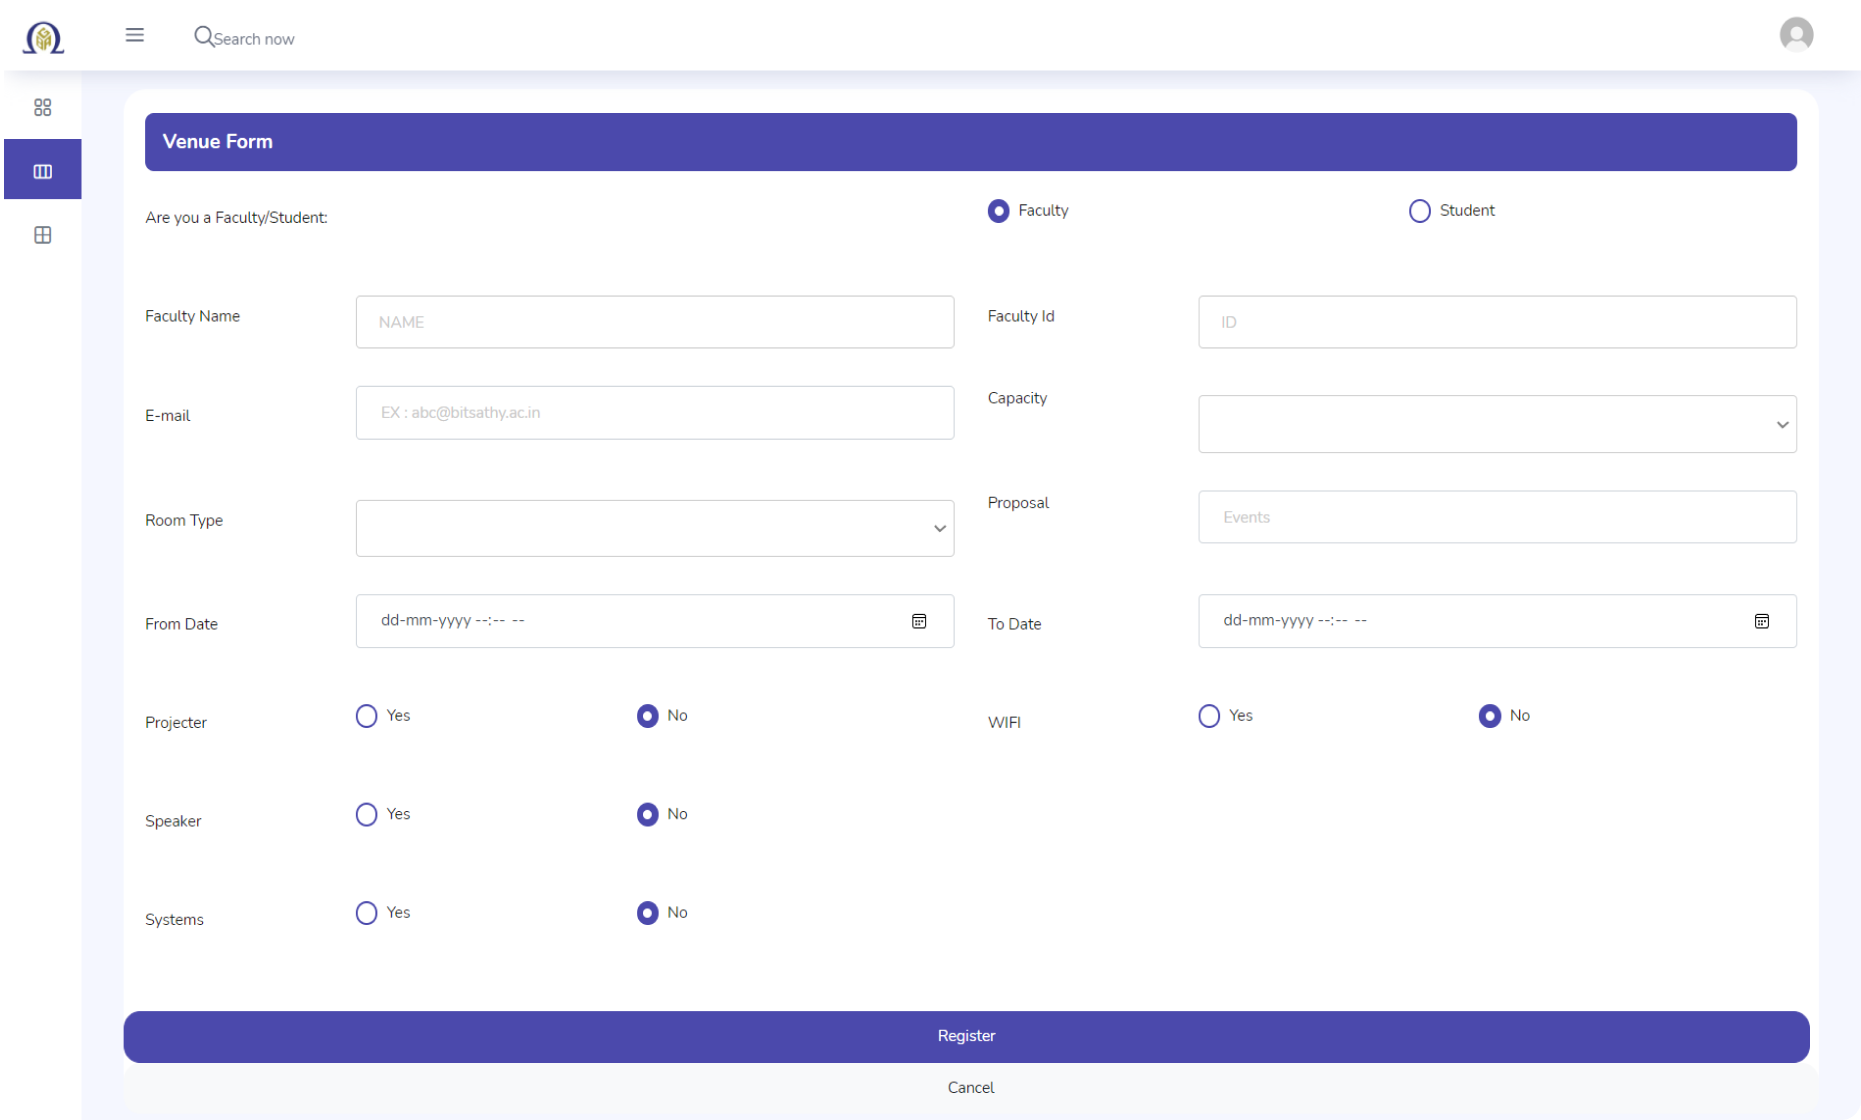 Search now
Venue Form
Are you a Faculty/Student:
Faculty
Student
Faculty Name
NAME
Faculty Id
ID
E-mail
EX : abc@bitsathy.ac.in
Capacity
Room Type
Proposal
Events
From Date
dd-mm-yyyy --:-- --
To Date
dd-mm-yyyy --:-- --
Projecter
Yes
No
WIFI
Yes
No
Speaker
Yes
No
Systems
Yes
No
Register
Cancel